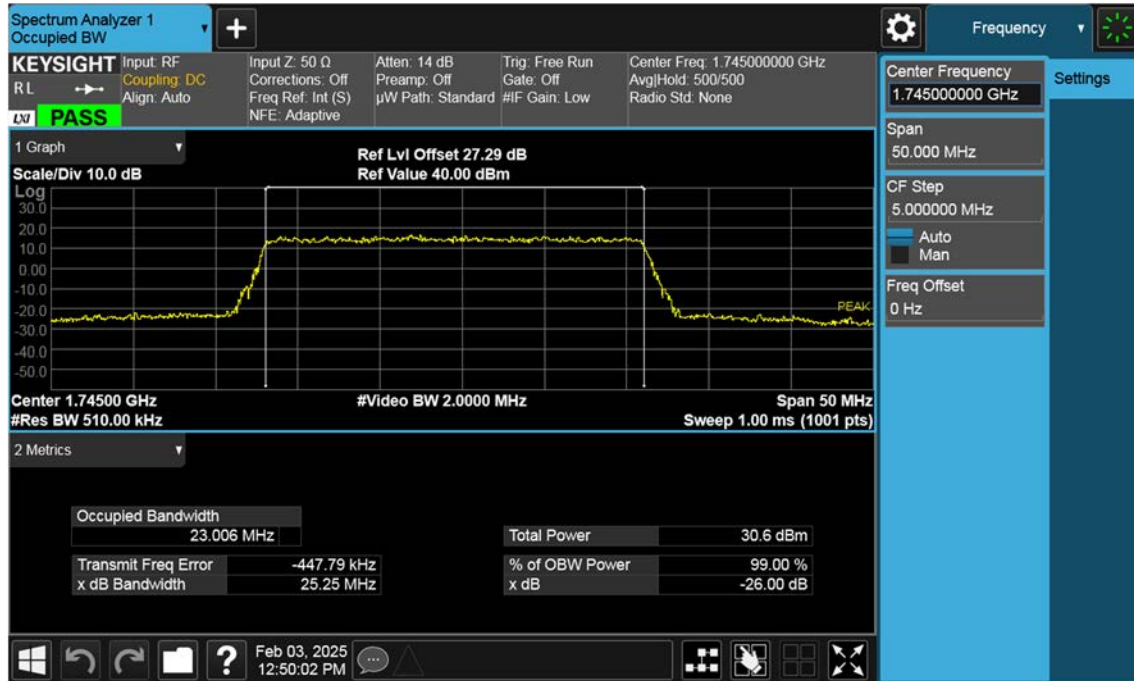 Spectrum Analyzer 1
Occupied BW
+
Frequency
KEYSIGHT
RL
LXI
PASS
Input: RF
Coupling: DC
Align: Auto
Input Z: 50 Ω
Corrections: Off
Freq Ref: Int (S)
NFE: Adaptive
Atten: 14 dB
Preamp: Off
µW Path: Standard
Trig: Free Run
Gate: Off
#IF Gain: Low
Center Freq: 1.745000000 GHz
Avg|Hold: 500/500
Radio Std: None
Center Frequency
1.745000000 GHz
Settings
Span
50.000 MHz
CF Step
5.000000 MHz
Auto
Man
Freq Offset
0 Hz
1 Graph
Scale/Div 10.0 dB
Ref Lvl Offset 27.29 dB
Ref Value 40.00 dBm
Log
30.0
20.0
10.0
0.00
-10.0
-20.0
-30.0
-40.0
-50.0
PEAK
Center 1.74500 GHz
#Video BW 2.0000 MHz
Span 50 MHz
#Res BW 510.00 kHz
Sweep 1.00 ms (1001 pts)
2 Metrics
Occupied Bandwidth
23.006 MHz
Total Power 30.6 dBm
Transmit Freq Error -447.79 kHz
% of OBW Power 99.00 %
x dB Bandwidth 25.25 MHz
x dB -26.00 dB
?
Feb 03, 2025
12:50:02 PM